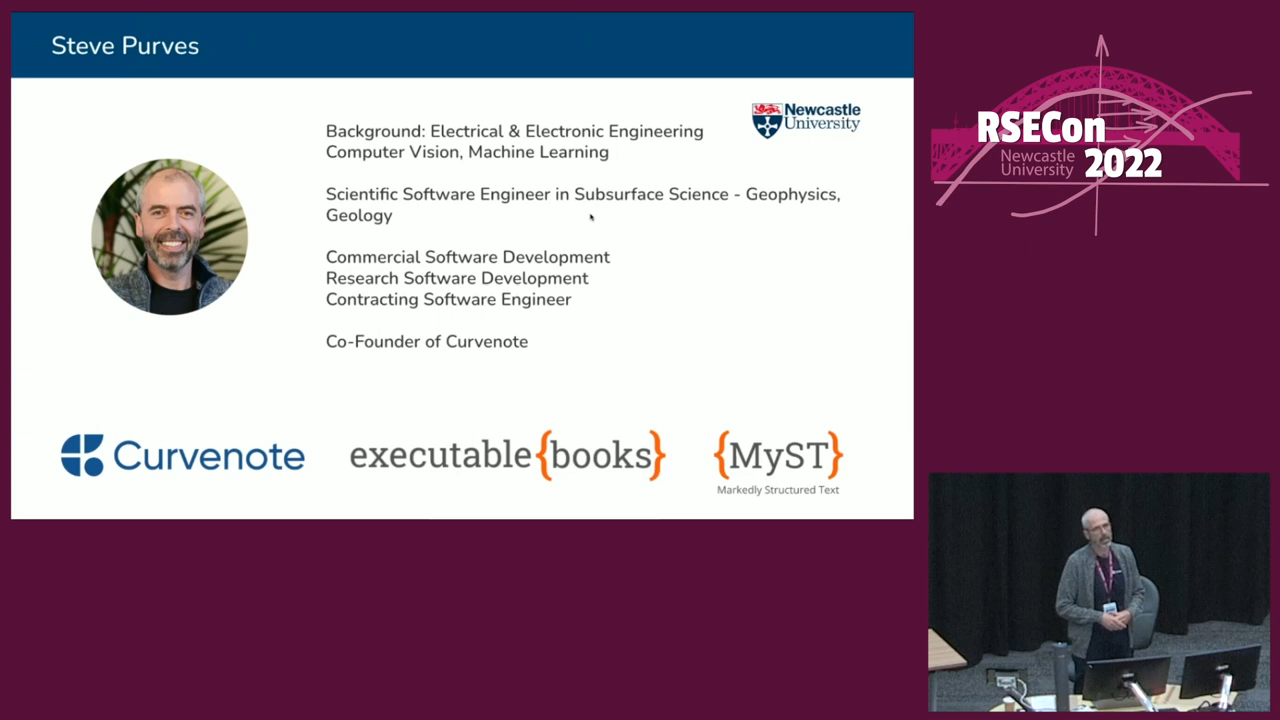 Steve Purves
Newcastle
University
Background: Electrical & Electronic Engineering
Computer Vision, Machine Learning
Scientific Software Engineer in Subsurface Science - Geophysics,
Geology
Commercial Software Development
Research Software Development
Contracting Software Engineer
Co-Founder of Curvenote
Curvenote
executable{books}
{MyST}
Markedly Structured Text
RSECon
Newcastle
University
2022